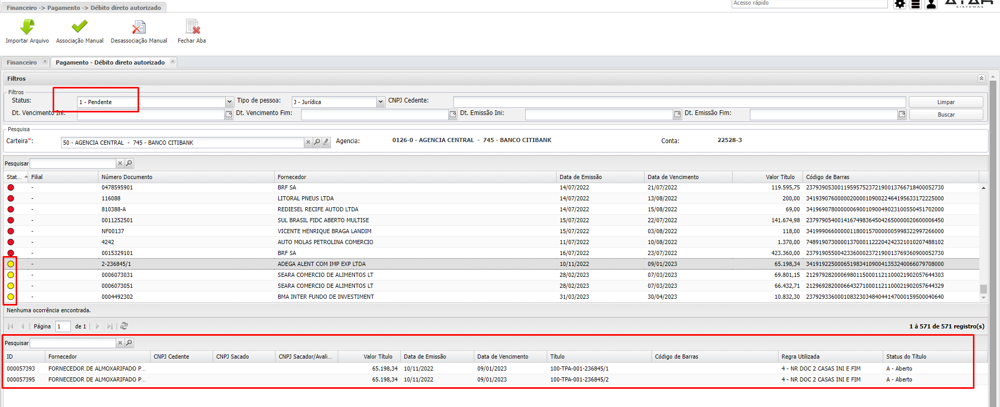 Financeiro -> Pagamento -> Débito direto autorizado
Acesso rápido
SISTEMAS
Importar Arquivo Associação Manual Desassociação Manual Fechar Aba
Financeiro Pagamento - Débito direto autorizado
Filtros
Filtros
Status: 1 - Pendente Tipo de pessoa: J - Jurídica CNPJ Cedente: Limpar
Dt. Vencimento Ini: Dt. Vencimento Fim: Dt. Emissão Ini: Dt. Emissão Fim: Buscar
Pesquisa
Carteira*: 50 - AGENCIA CENTRAL - 745 - BANCO CITIBANK Agencia: 0126-0 - AGENCIA CENTRAL - 745 - BANCO CITIBANK Conta: 22528-3
Pesquisar
Stat... Filial Número Documento Fornecedor Data de Emissão Data de Vencimento Valor Título Código de Barras
- 0478595901 BRF SA 14/07/2022 21/07/2022 119.595,75 23793905300119595752372190013766718400052730
- 116088 LITORAL PNEUS LTDA 14/07/2022 13/08/2022 200,00 34193907600000200001090022464195633172225000
- 810388-A REDIESEL RECIFE AUTOD LTDA 14/07/2022 15/08/2022 69,00 34196907800000069001090049023100550451702000
- 0011252501 SUL BRASIL FIDC ABERTO MULTISE 15/07/2022 22/07/2022 141.674,98 23797905400141674983645042650000020600006450
- NF00137 VICENTE HENRIQUE BRAGA LANDIM 15/07/2022 03/08/2022 118,00 34199906600000118001570000059983229972660000
- 4242 AUTO MOLAS PETROLINA COMERCIO 11/07/2022 10/08/2022 1.370,00 74891907300001370001122204242321010207488102
- 0015329101 BRF SA 16/07/2022 23/07/2022 423.360,00 23791905500423360002372190013769360900052730
- 2-236845/1 ADEGA ALENT COM IMP EXP LTDA 10/11/2022 09/01/2023 65.198,34 34191922500065198341090041353240066079708000
- 0006073031 SEARA COMERCIO DE ALIMENTOS LT 28/02/2023 07/03/2023 69.801,15 21297928200069801150001121100021902057644303
- 0006073051 SEARA COMERCIO DE ALIMENTOS LT 28/02/2023 07/03/2023 66.432,71 21296928200066432710001121100021902057644329
- 0004492302 BMA INTER FUNDO DE INVESTIMENT 31/03/2023 30/04/2023 10.832,30 23792933600010832303484044147000159500040640
Nenhuma ocorrência encontrada.
Página 1 de 1 1 à 571 de 571 registro(s)
Pesquisar
ID Fornecedor CNPJ Cedente CNPJ Sacado CNPJ Sacador/Avali... Valor Título Data de Emissão Data de Vencimento Título Código de Barras Regra Utilizada Status do Título
000057393 FORNECEDOR DE ALMOXARIFADO P... 65.198,34 10/11/2022 09/01/2023 100-TPA-001-236845/1 4 - NR DOC 2 CASAS INI E FIM A - Aberto
000057395 FORNECEDOR DE ALMOXARIFADO P... 65.198,34 10/11/2022 09/01/2023 100-TPA-001-236845/2 4 - NR DOC 2 CASAS INI E FIM A - Aberto